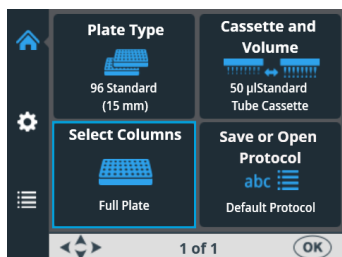 Plate Type
96 Standard
(15 mm)
Cassette and
Volume
50 µlStandard
Tube Cassette
Select Columns
Full Plate
Save or Open
Protocol
abc
Default Protocol
1 of 1
OK